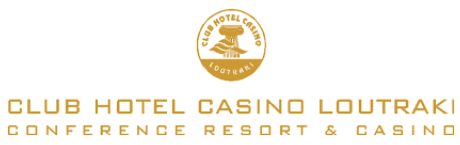 CLUB HOTEL CASINO
LOUTRAKI
CLUB HOTEL CASINO LOUTRAKI
CONFERENCE RESORT & CASINO